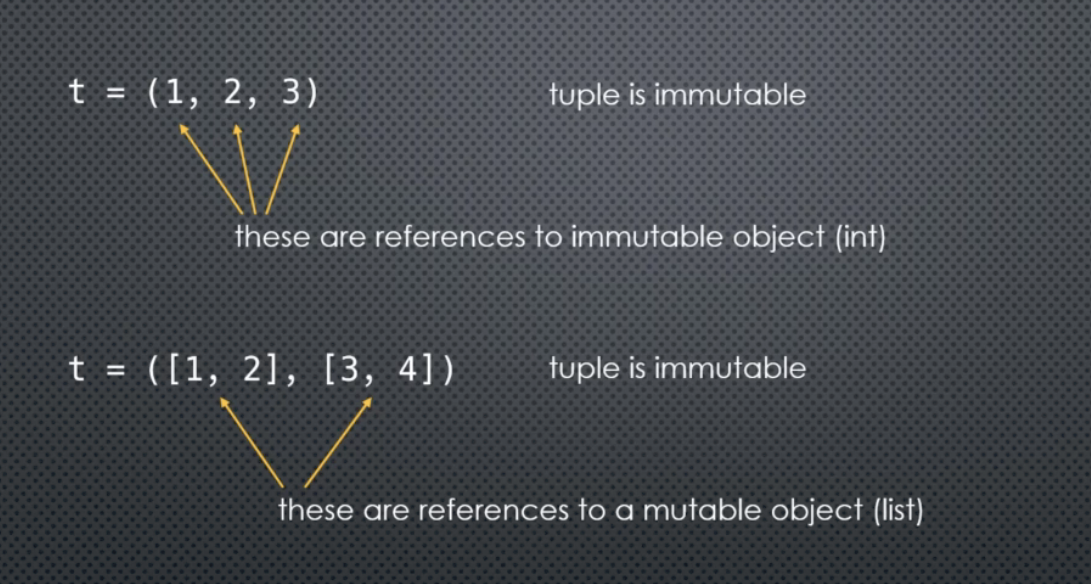 t = (1, 2, 3)
tuple is immutable
these are references to immutable object (int)
t = ([1, 2], [3, 4])
tuple is immutable
these are references to a mutable object (list)